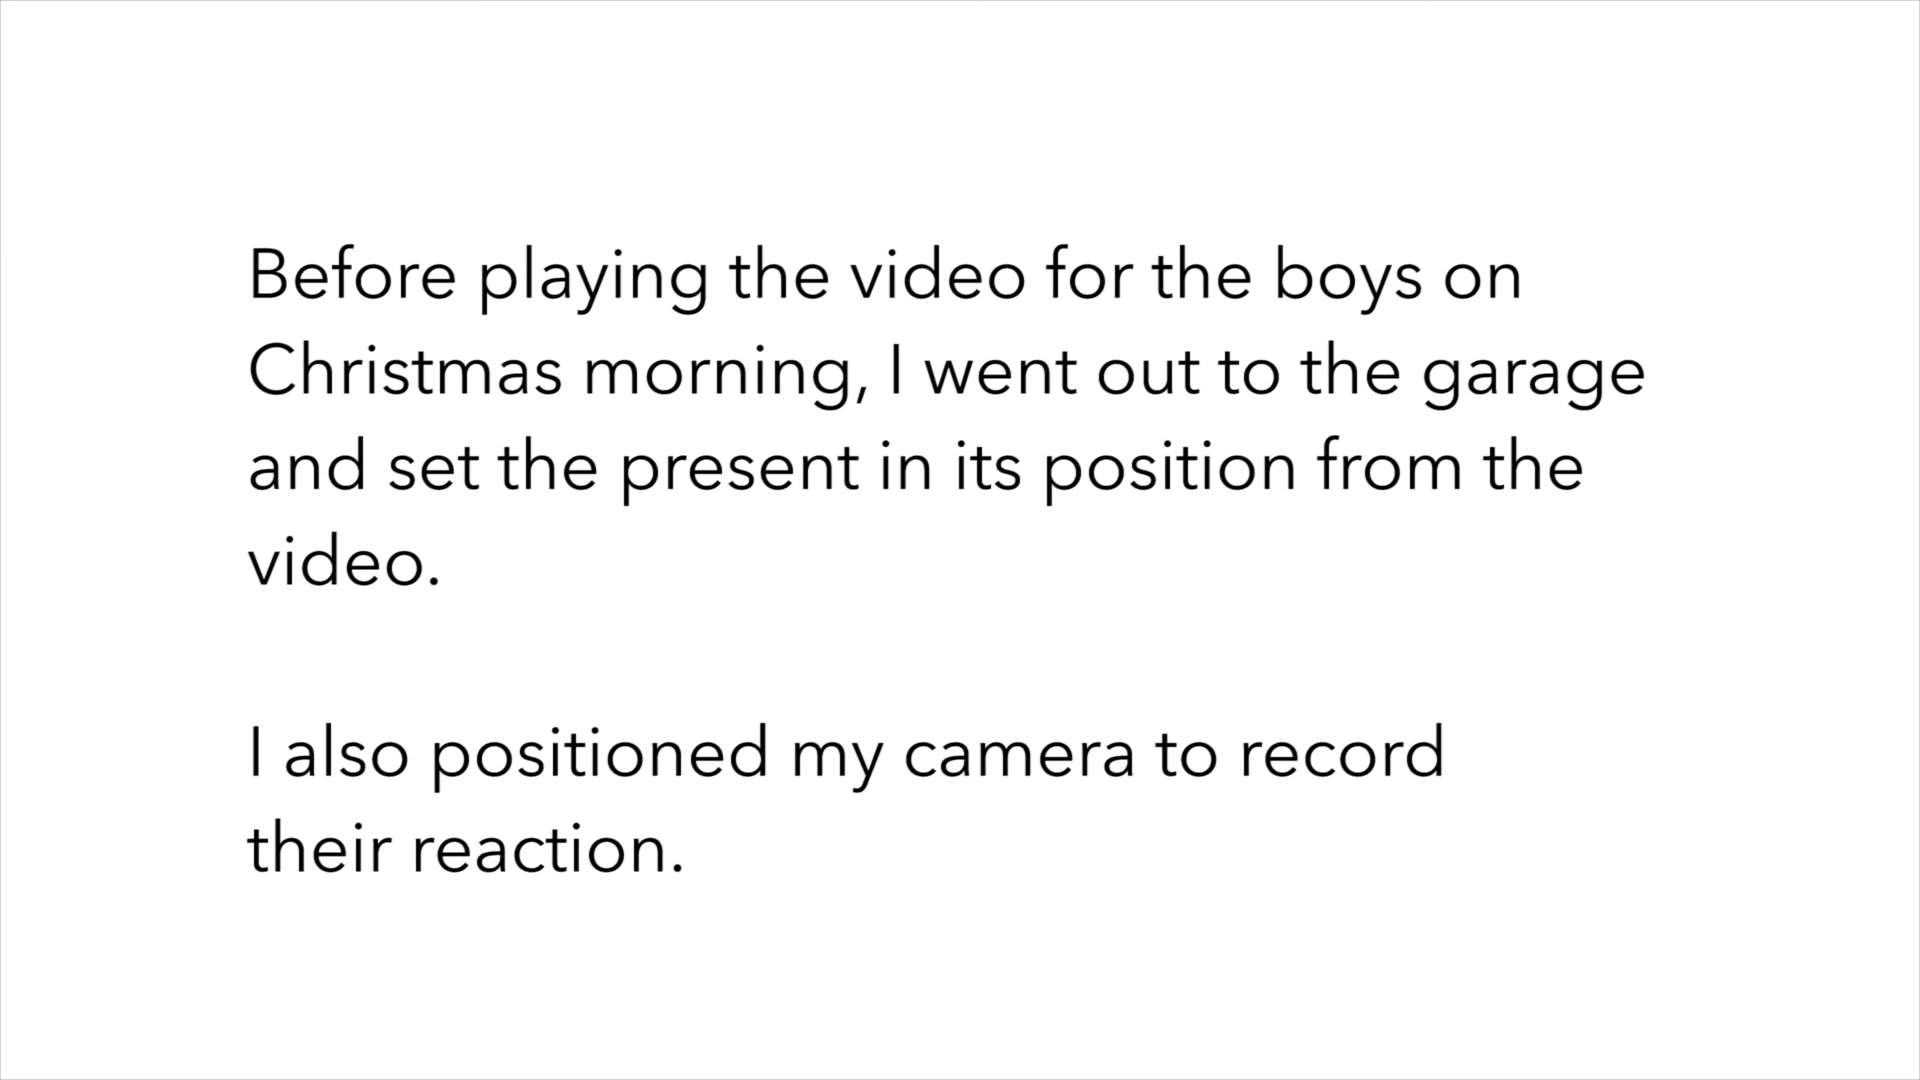 Before playing the video for the boys on
Christmas morning, I went out to the garage
and set the present in its position from the
video.
I also positioned my camera to record
their reaction.